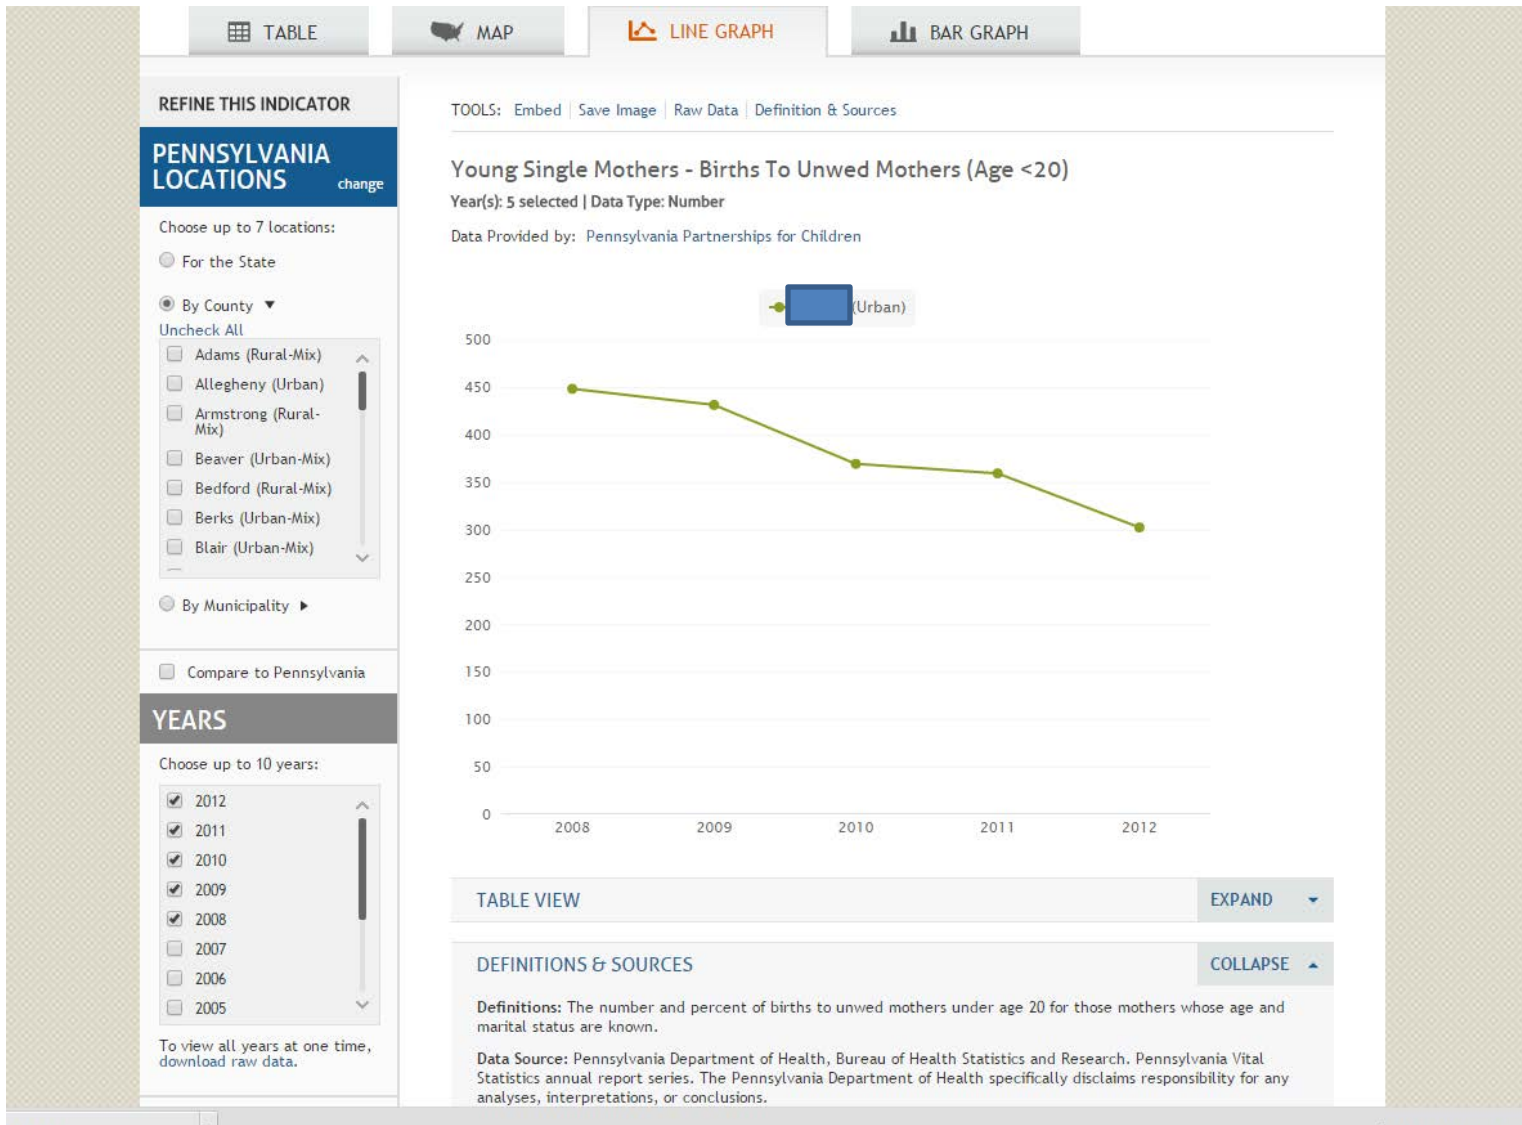 TABLE
MAP
LINE GRAPH
BAR GRAPH
REFINE THIS INDICATOR
PENNSYLVANIA
LOCATIONS change
Choose up to 7 locations:
For the State
By County
Uncheck All
Adams (Rural-Mix)
Allegheny (Urban)
Armstrong (Rural-
Mix)
Beaver (Urban-Mix)
Bedford (Rural-Mix)
Berks (Urban-Mix)
Blair (Urban-Mix)
By Municipality
Compare to Pennsylvania
YEARS
Choose up to 10 years:
2012
2011
2010
2009
2008
2007
2006
2005
To view all years at one time,
download raw data.
TOOLS: Embed | Save Image | Raw Data | Definition & Sources
Young Single Mothers - Births To Unwed Mothers (Age <20)
Year(s): 5 selected | Data Type: Number
Data Provided by: Pennsylvania Partnerships for Children
(Urban)
500
450
400
350
300
250
200
150
100
50
0
2008 2009 2010 2011 2012
TABLE VIEW EXPAND
DEFINITIONS & SOURCES COLLAPSE
Definitions: The number and percent of births to unwed mothers under age 20 for those mothers whose age and
marital status are known.
Data Source: Pennsylvania Department of Health, Bureau of Health Statistics and Research. Pennsylvania Vital
Statistics annual report series. The Pennsylvania Department of Health specifically disclaims responsibility for any
analyses, interpretations, or conclusions.